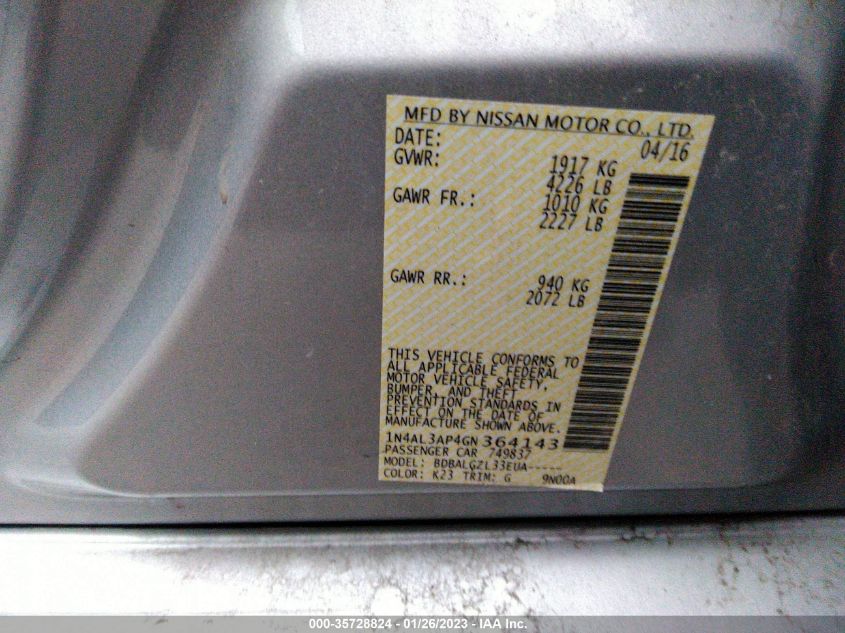 MFD BY NISSAN MOTOR CO., LTD.
DATE: 04/16
GVWR: 1917 KG
4226 LB
GAWR FR.: 1010 KG
2227 LB
GAWR RR.: 940 KG
2072 LB
THIS VEHICLE CONFORMS TO
ALL APPLICABLE FEDERAL
MOTOR VEHICLE SAFETY,
BUMPER, AND THEFT
PREVENTION STANDARDS IN
EFFECT ON THE DATE OF
MANUFACTURE SHOWN ABOVE.
1N4AL3AP4GN364143
PASSENGER CAR 749837
MODEL: BDBALGZL33EUA-----
COLOR: K23 TRIM: G 9N00A
000-35728824 - 01/26/2023 - IAA Inc.